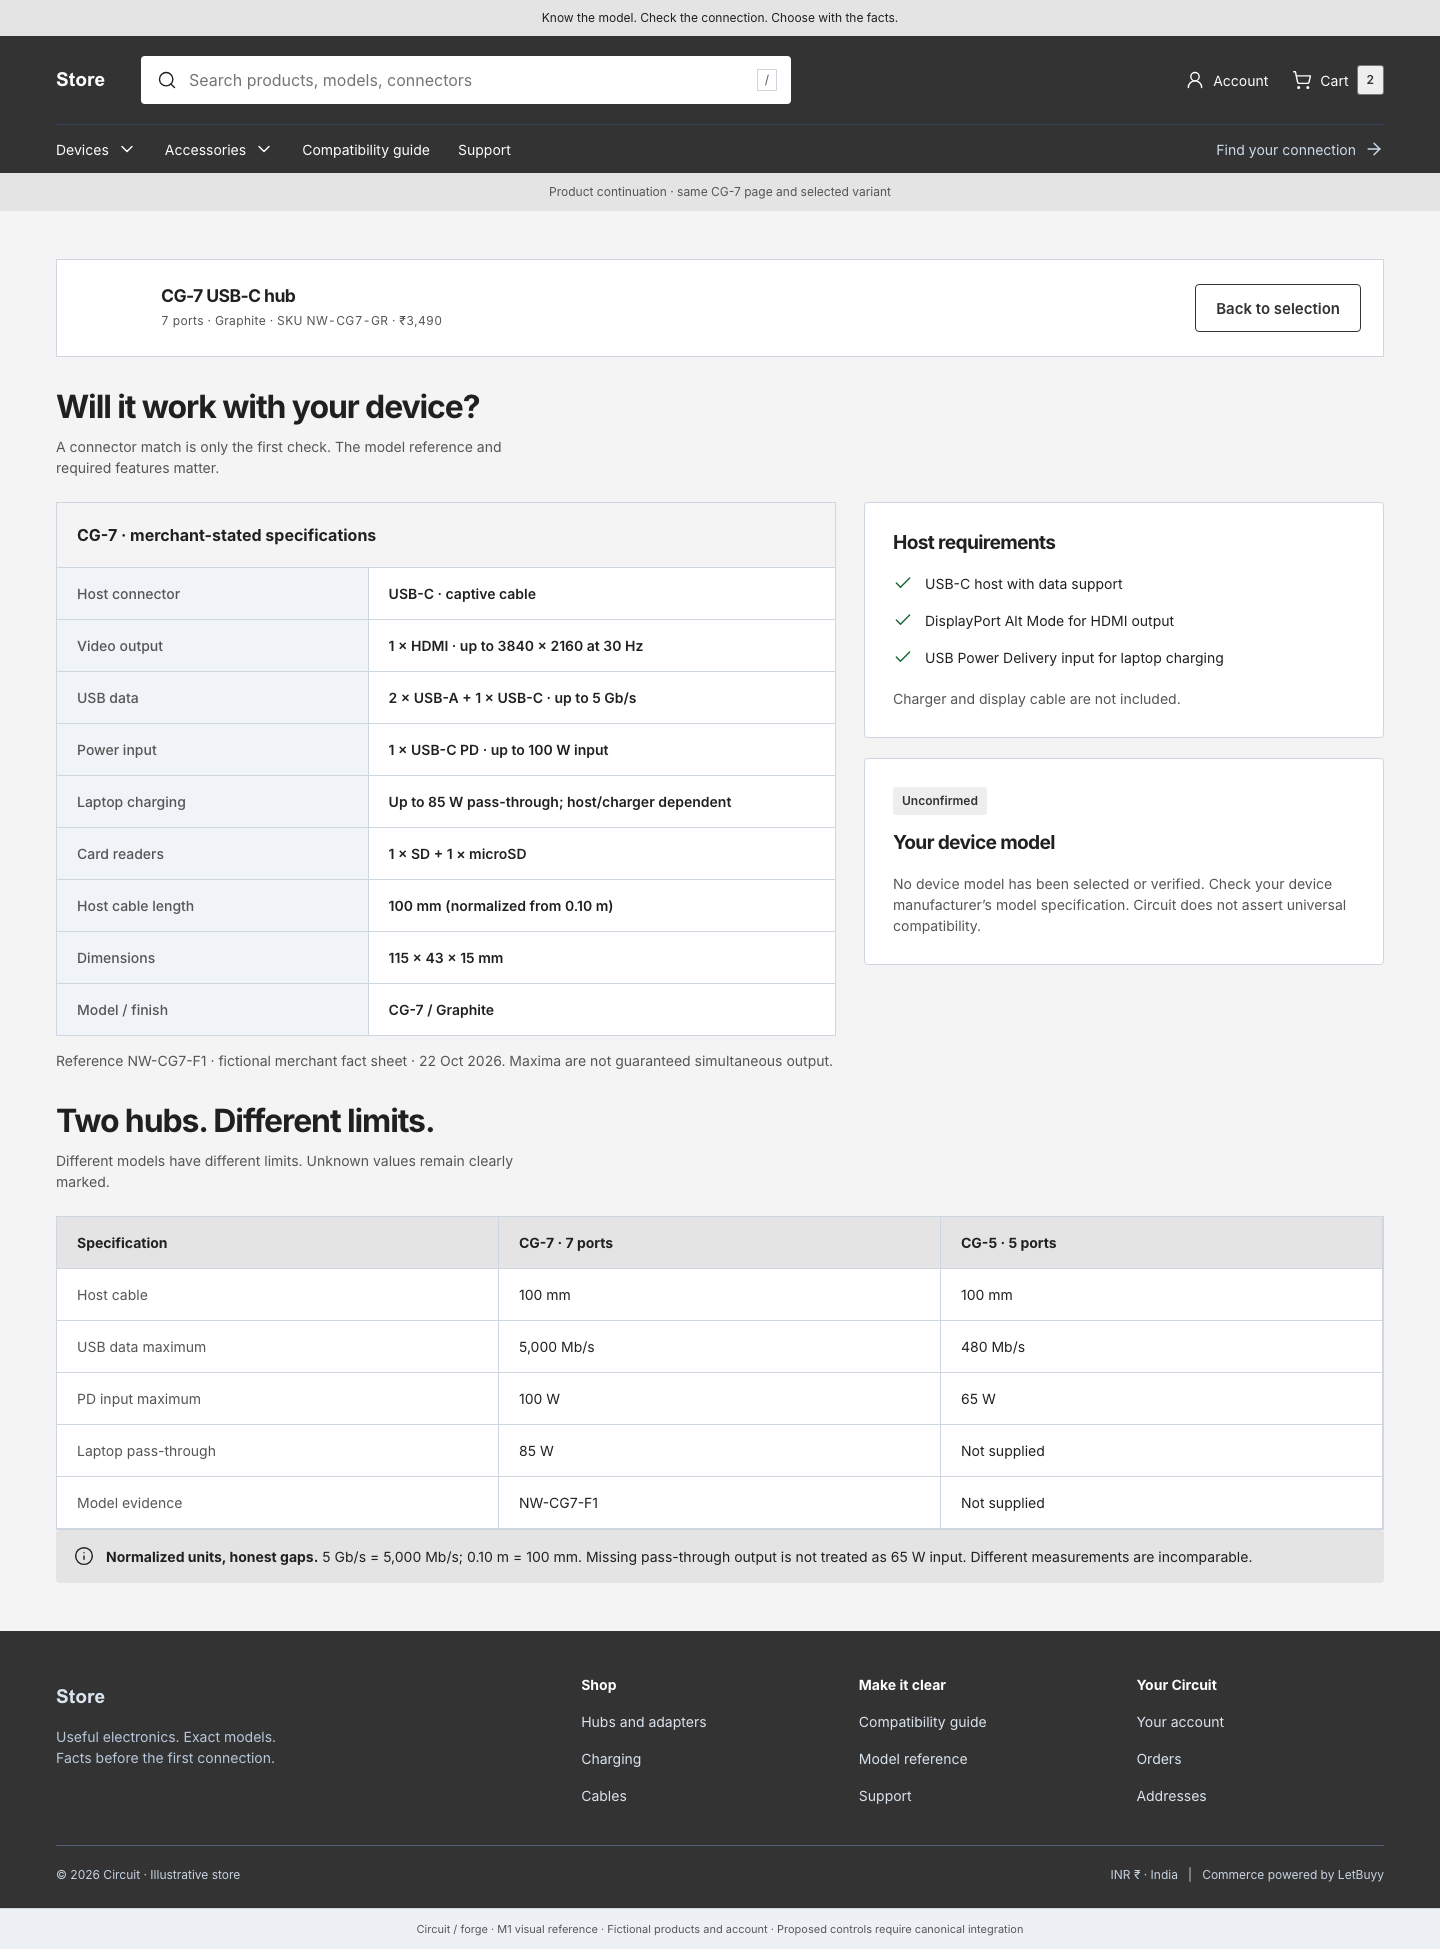 Know the model. Check the connection. Choose with the facts.
Store
Search products, models, connectors
/
Account
Cart
2
Devices
Accessories
Compatibility guide
Support
Find your connection
Product continuation · same CG-7 page and selected variant
CG-7 USB-C hub
7 ports · Graphite · SKU NW-CG7-GR · ₹3,490
Back to selection
Will it work with your device?
A connector match is only the first check. The model reference and
required features matter.
CG-7 · merchant-stated specifications
Host connector
USB-C · captive cable
Video output
1 × HDMI · up to 3840 × 2160 at 30 Hz
USB data
2 × USB-A + 1 × USB-C · up to 5 Gb/s
Power input
1 × USB-C PD · up to 100 W input
Laptop charging
Up to 85 W pass-through; host/charger dependent
Card readers
1 × SD + 1 × microSD
Host cable length
100 mm (normalized from 0.10 m)
Dimensions
115 × 43 × 15 mm
Model / finish
CG-7 / Graphite
Reference NW-CG7-F1 · fictional merchant fact sheet · 22 Oct 2026. Maxima are not guaranteed simultaneous output.
Host requirements
USB-C host with data support
DisplayPort Alt Mode for HDMI output
USB Power Delivery input for laptop charging
Charger and display cable are not included.
Unconfirmed
Your device model
No device model has been selected or verified. Check your device
manufacturer’s model specification. Circuit does not assert universal
compatibility.
Two hubs. Different limits.
Different models have different limits. Unknown values remain clearly
marked.
Specification
CG-7 · 7 ports
CG-5 · 5 ports
Host cable
100 mm
100 mm
USB data maximum
5,000 Mb/s
480 Mb/s
PD input maximum
100 W
65 W
Laptop pass-through
85 W
Not supplied
Model evidence
NW-CG7-F1
Not supplied
Normalized units, honest gaps. 5 Gb/s = 5,000 Mb/s; 0.10 m = 100 mm. Missing pass-through output is not treated as 65 W input. Different measurements are incomparable.
Store
Useful electronics. Exact models.
Facts before the first connection.
Shop
Hubs and adapters
Charging
Cables
Make it clear
Compatibility guide
Model reference
Support
Your Circuit
Your account
Orders
Addresses
© 2026 Circuit · Illustrative store
INR ₹ · India | Commerce powered by LetBuyy
Circuit / forge · M1 visual reference · Fictional products and account · Proposed controls require canonical integration